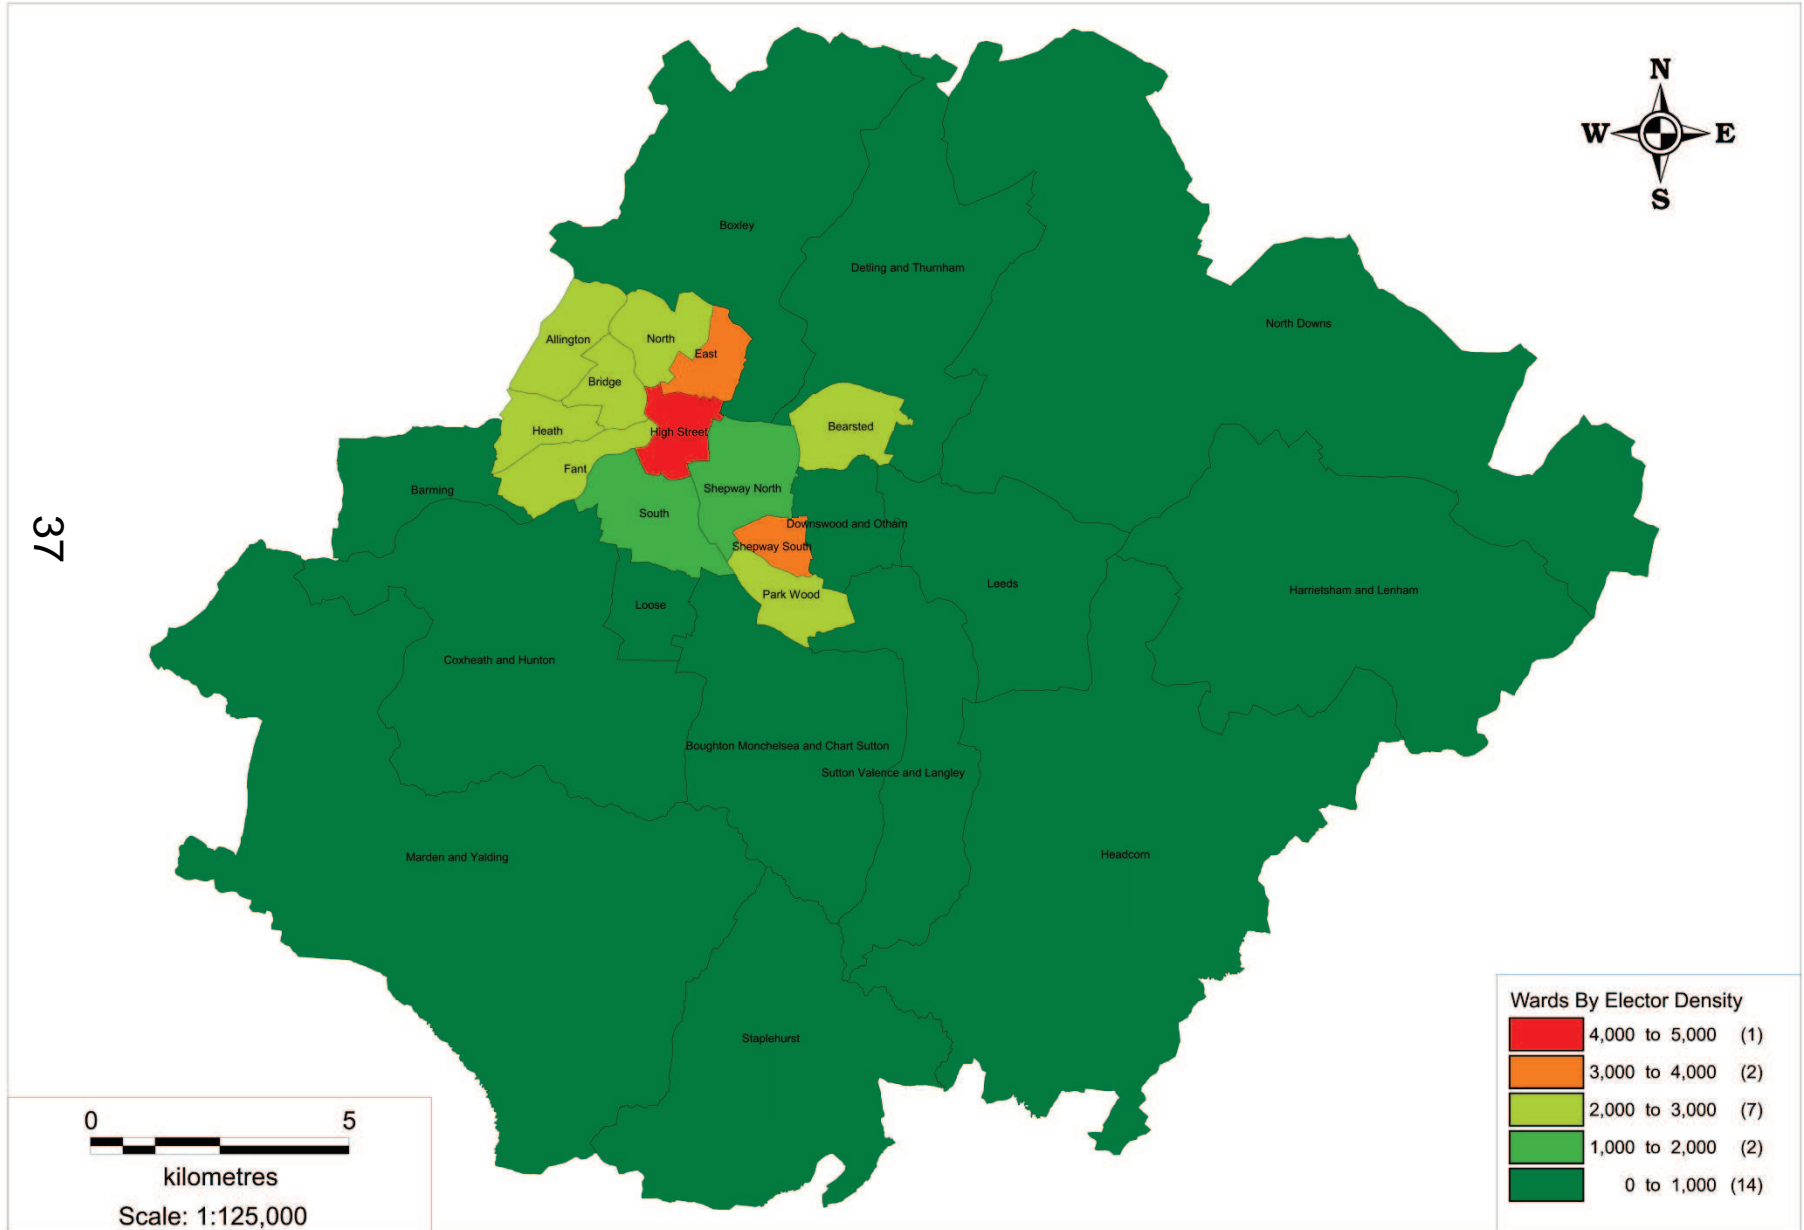 N
W E
S
Boxley
Detling and Thurnham
North Downs
Allington
North
East
Bridge
High Street
Heath
Bearsted
Fant
Barming
Shepway North
South
Downswood and Otham
Shepway South
Park Wood
Leeds
Harrietsham and Lenham
Loose
Coxheath and Hunton
Boughton Monchelsea and Chart Sutton
Sutton Valence and Langley
Marden and Yalding
Headcorn
Staplehurst
37
0 5
kilometres
Scale: 1:125,000
Wards By Elector Density
4,000 to 5,000 (1)
3,000 to 4,000 (2)
2,000 to 3,000 (7)
1,000 to 2,000 (2)
0 to 1,000 (14)